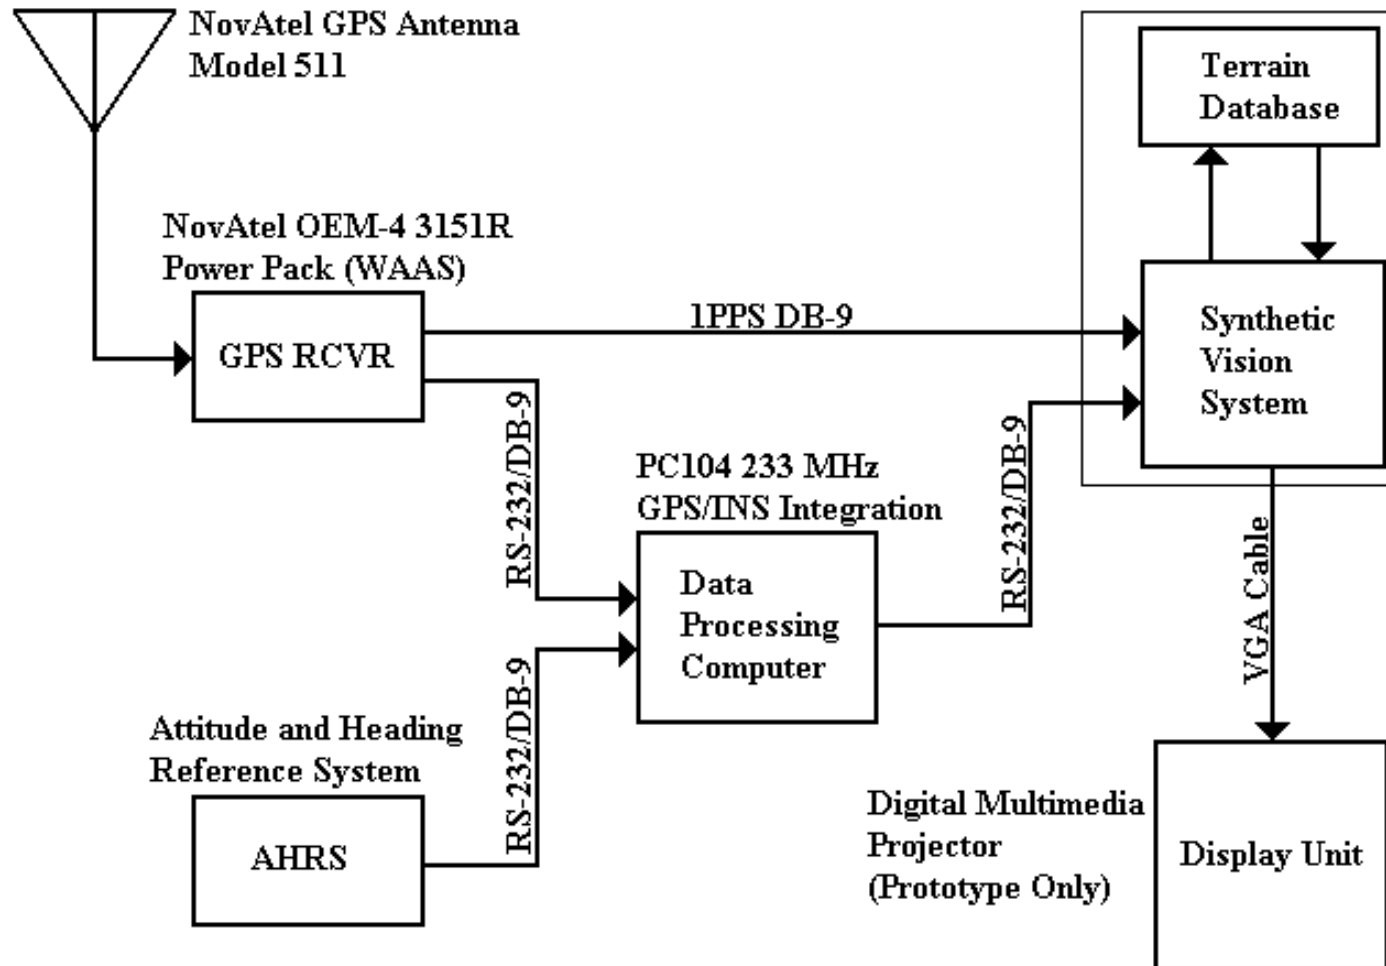 NovAtel GPS Antenna
Model 511
Terrain
Database
NovAtel OEM-4 3151R
Power Pack (WAAS)
GPS RCVR
1PPS DB-9
Synthetic
Vision
System
RS-232/DB-9
PC104 233 MHz
GPS/INS Integration
RS-232/DB-9
Data
Processing
Computer
VGA Cable
RS-232/DB-9
Attitude and Heading
Reference System
AHRS
Digital Multimedia
Projector
(Prototype Only)
Display Unit